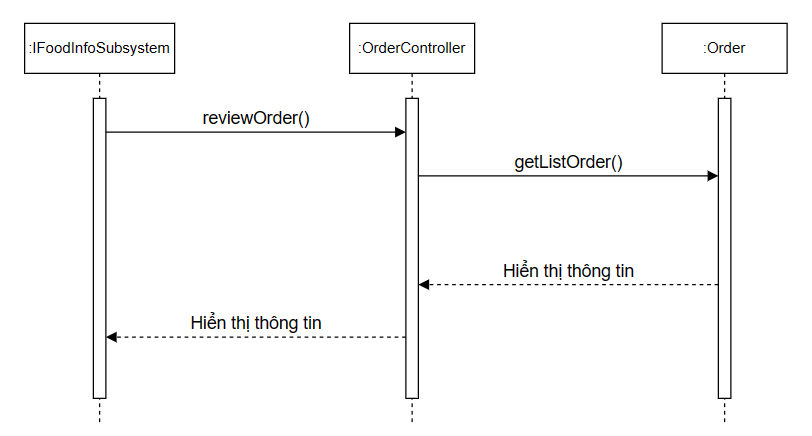 :IFoodInfoSubsystem
:OrderController
:Order
reviewOrder()
getListOrder()
Hiển thị thông tin
Hiển thị thông tin